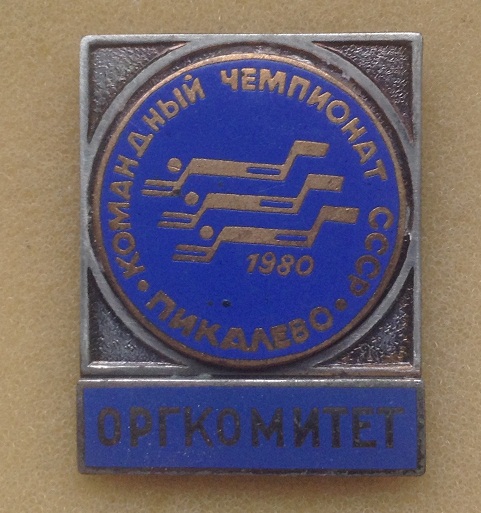 • КОМАНДНЫЙ ЧЕМПИОНАТ СССР •
1980
ПИКАЛЕВО
ОРГКОМИТЕТ